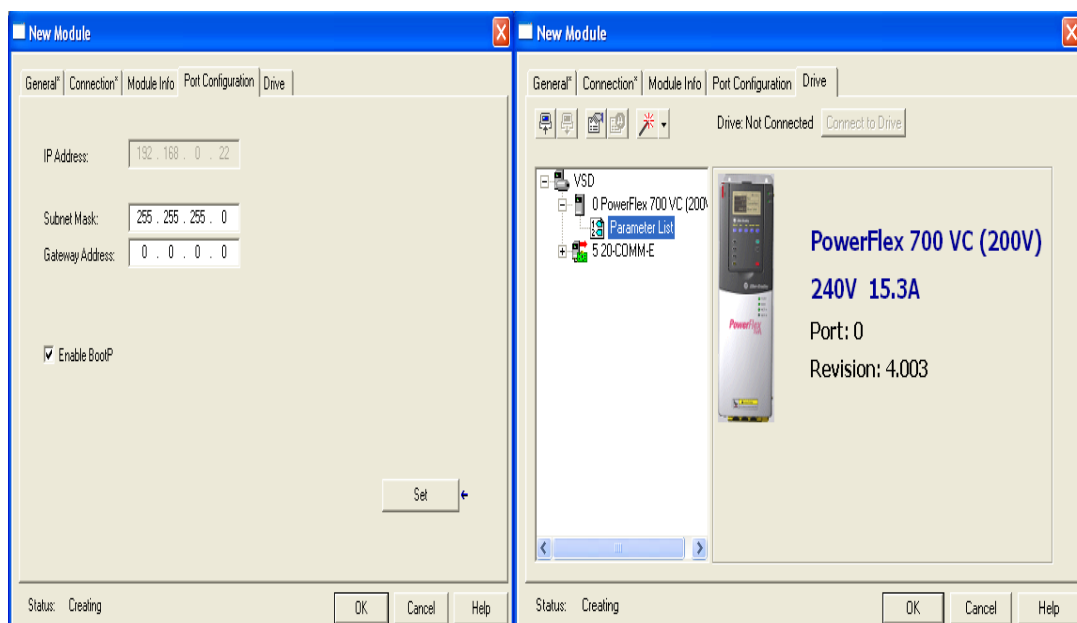 New Module
General* Connection* Module Info Port Configuration Drive
IP Address: 192 . 168 . 0 . 22
Subnet Mask: 255 . 255 . 255 . 0
Gateway Address: 0 . 0 . 0 . 0
Enable BootP
Set
Status: Creating
OK Cancel Help
New Module
General* Connection* Module Info Port Configuration Drive
Drive: Not Connected Connect to Drive
VSD
0 PowerFlex 700 VC (200V
Parameter List
5 20-COMM-E
PowerFlex
PowerFlex 700 VC (200V)
240V 15.3A
Port: 0
Revision: 4.003
Status: Creating
OK Cancel Help